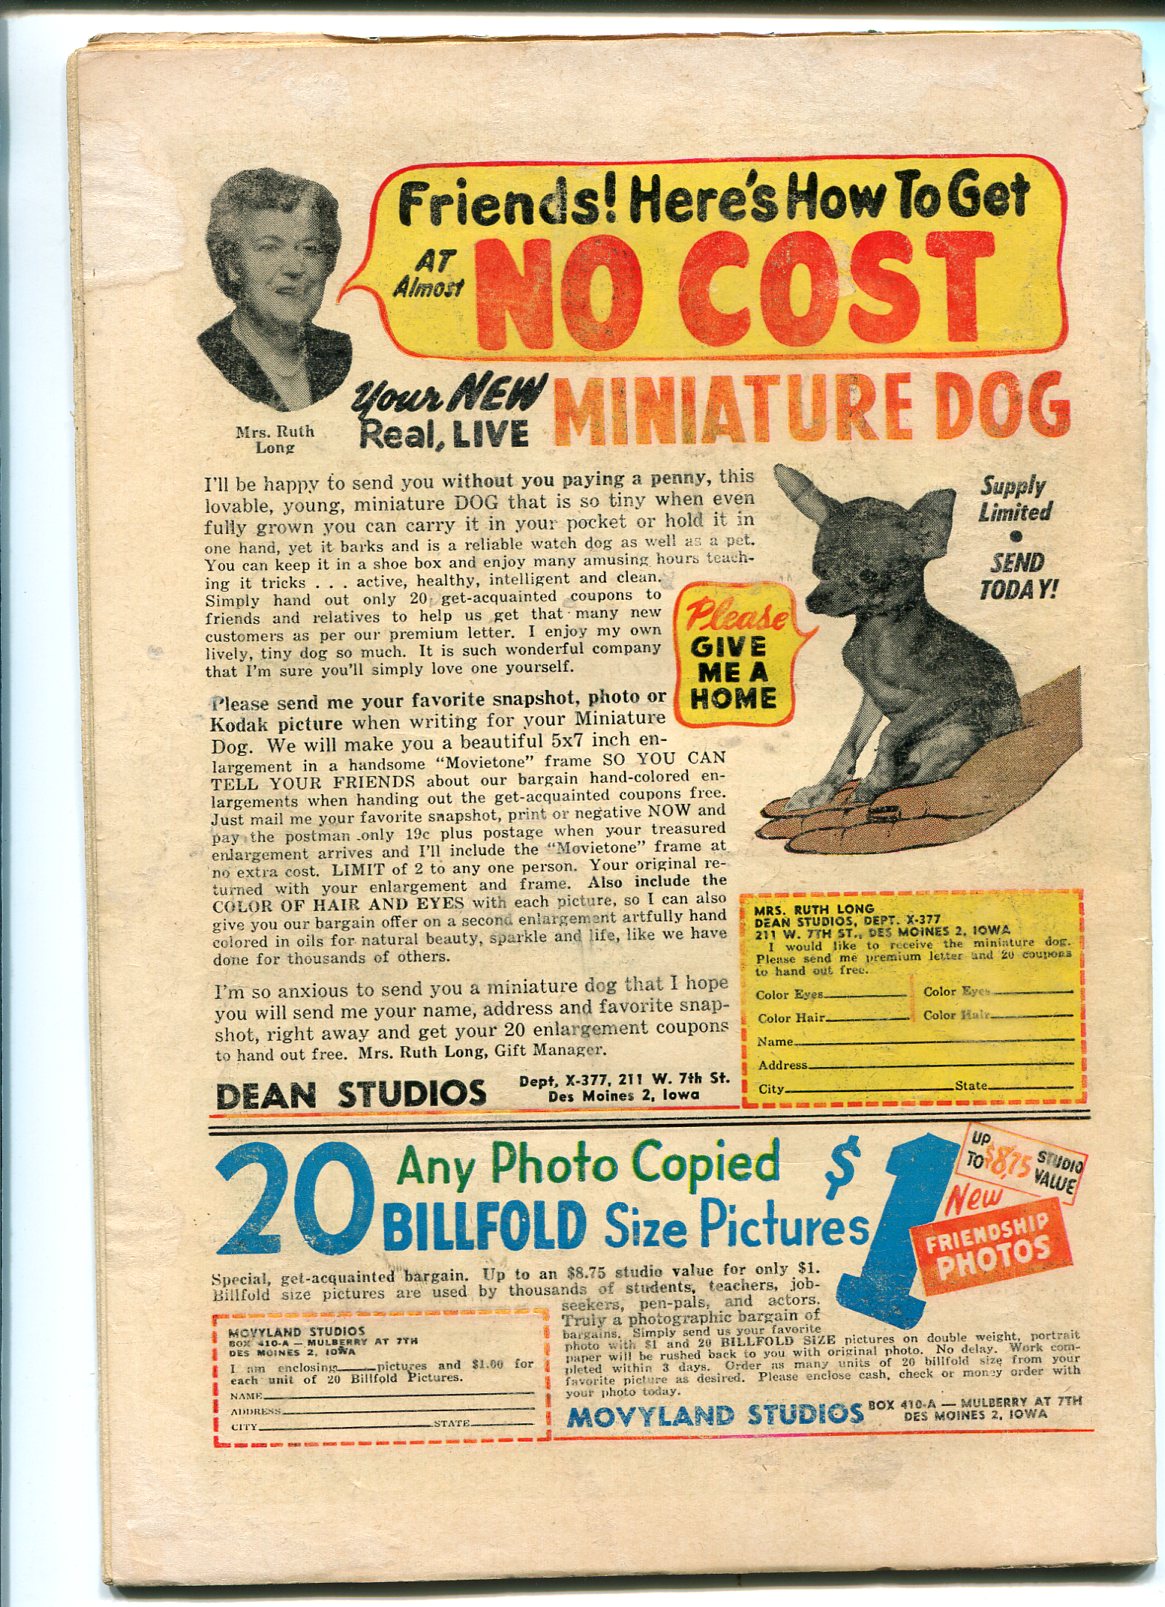 Friends! Here's How To Get
AT
Almost
NO COST
Your NEW
Real, LIVE
MINIATURE DOG
Mrs. Ruth
Long
I'll be happy to send you without you paying a penny, this
lovable, young, miniature DOG that is so tiny when even
fully grown you can carry it in your pocket or hold it in
one hand, yet it barks and is a reliable watch dog as well as a pet.
You can keep it in a shoe box and enjoy many amusing hours teach-
ing it tricks . . . active, healthy, intelligent and clean.
Simply hand out only 20 get-acquainted coupons to
friends and relatives to help us get that many new
customers as per our premium letter. I enjoy my own
lively, tiny dog so much. It is such wonderful company
that I'm sure you'll simply love one yourself.
Supply
Limited
•
SEND
TODAY!
Please
GIVE
ME A
HOME
Please send me your favorite snapshot, photo or
Kodak picture when writing for your Miniature
Dog. We will make you a beautiful 5x7 inch en-
largement in a handsome "Movietone" frame SO YOU CAN
TELL YOUR FRIENDS about our bargain hand-colored en-
largements when handing out the get-acquainted coupons free.
Just mail me your favorite snapshot, print or negative NOW and
pay the postman only 19c plus postage when your treasured
enlargement arrives and I'll include the "Movietone" frame at
no extra cost. LIMIT of 2 to any one person. Your original re-
turned with your enlargement and frame. Also include the
COLOR OF HAIR AND EYES with each picture, so I can also
give you our bargain offer on a second enlargement artfully hand
colored in oils for natural beauty, sparkle and life, like we have
done for thousands of others.
I'm so anxious to send you a miniature dog that I hope
you will send me your name, address and favorite snap-
shot, right away and get your 20 enlargement coupons
to hand out free. Mrs. Ruth Long, Gift Manager.
DEAN STUDIOS
Dept, X-377, 211 W. 7th St.
Des Moines 2, Iowa
MRS. RUTH LONG
DEAN STUDIOS, DEPT. X-377
211 W. 7TH ST., DES MOINES 2, IOWA
I would like to receive the miniature dog.
Please send me premium letter and 20 coupons
to hand out free.
Color Eyes Color Eyes
Color Hair Color Hair
Name
Address
City State
20 Any Photo Copied
BILLFOLD Size Pictures
$1
UP
TO $8.75 STUDIO
VALUE
New
FRIENDSHIP
PHOTOS
Special, get-acquainted bargain. Up to an $8.75 studio value for only $1.
Billfold size pictures are used by thousands of students, teachers, job-
seekers, pen-pals, and actors.
Truly a photographic bargain of
bargains. Simply send us your favorite
photo with $1 and 20 BILLFOLD SIZE pictures on double weight, portrait
paper will be rushed back to you with original photo. No delay. Work com-
pleted within 3 days. Order as many units of 20 billfold size from your
favorite picture as desired. Please enclose cash, check or money order with
your photo today.
MOVYLAND STUDIOS
BOX 410-A — MULBERRY AT 7TH
DES MOINES 2, IOWA
MOVYLAND STUDIOS
BOX 410-A — MULBERRY AT 7TH
DES MOINES 2, IOWA
I am enclosing pictures and $1.00 for
each unit of 20 Billfold Pictures.
NAME
ADDRESS
CITY STATE